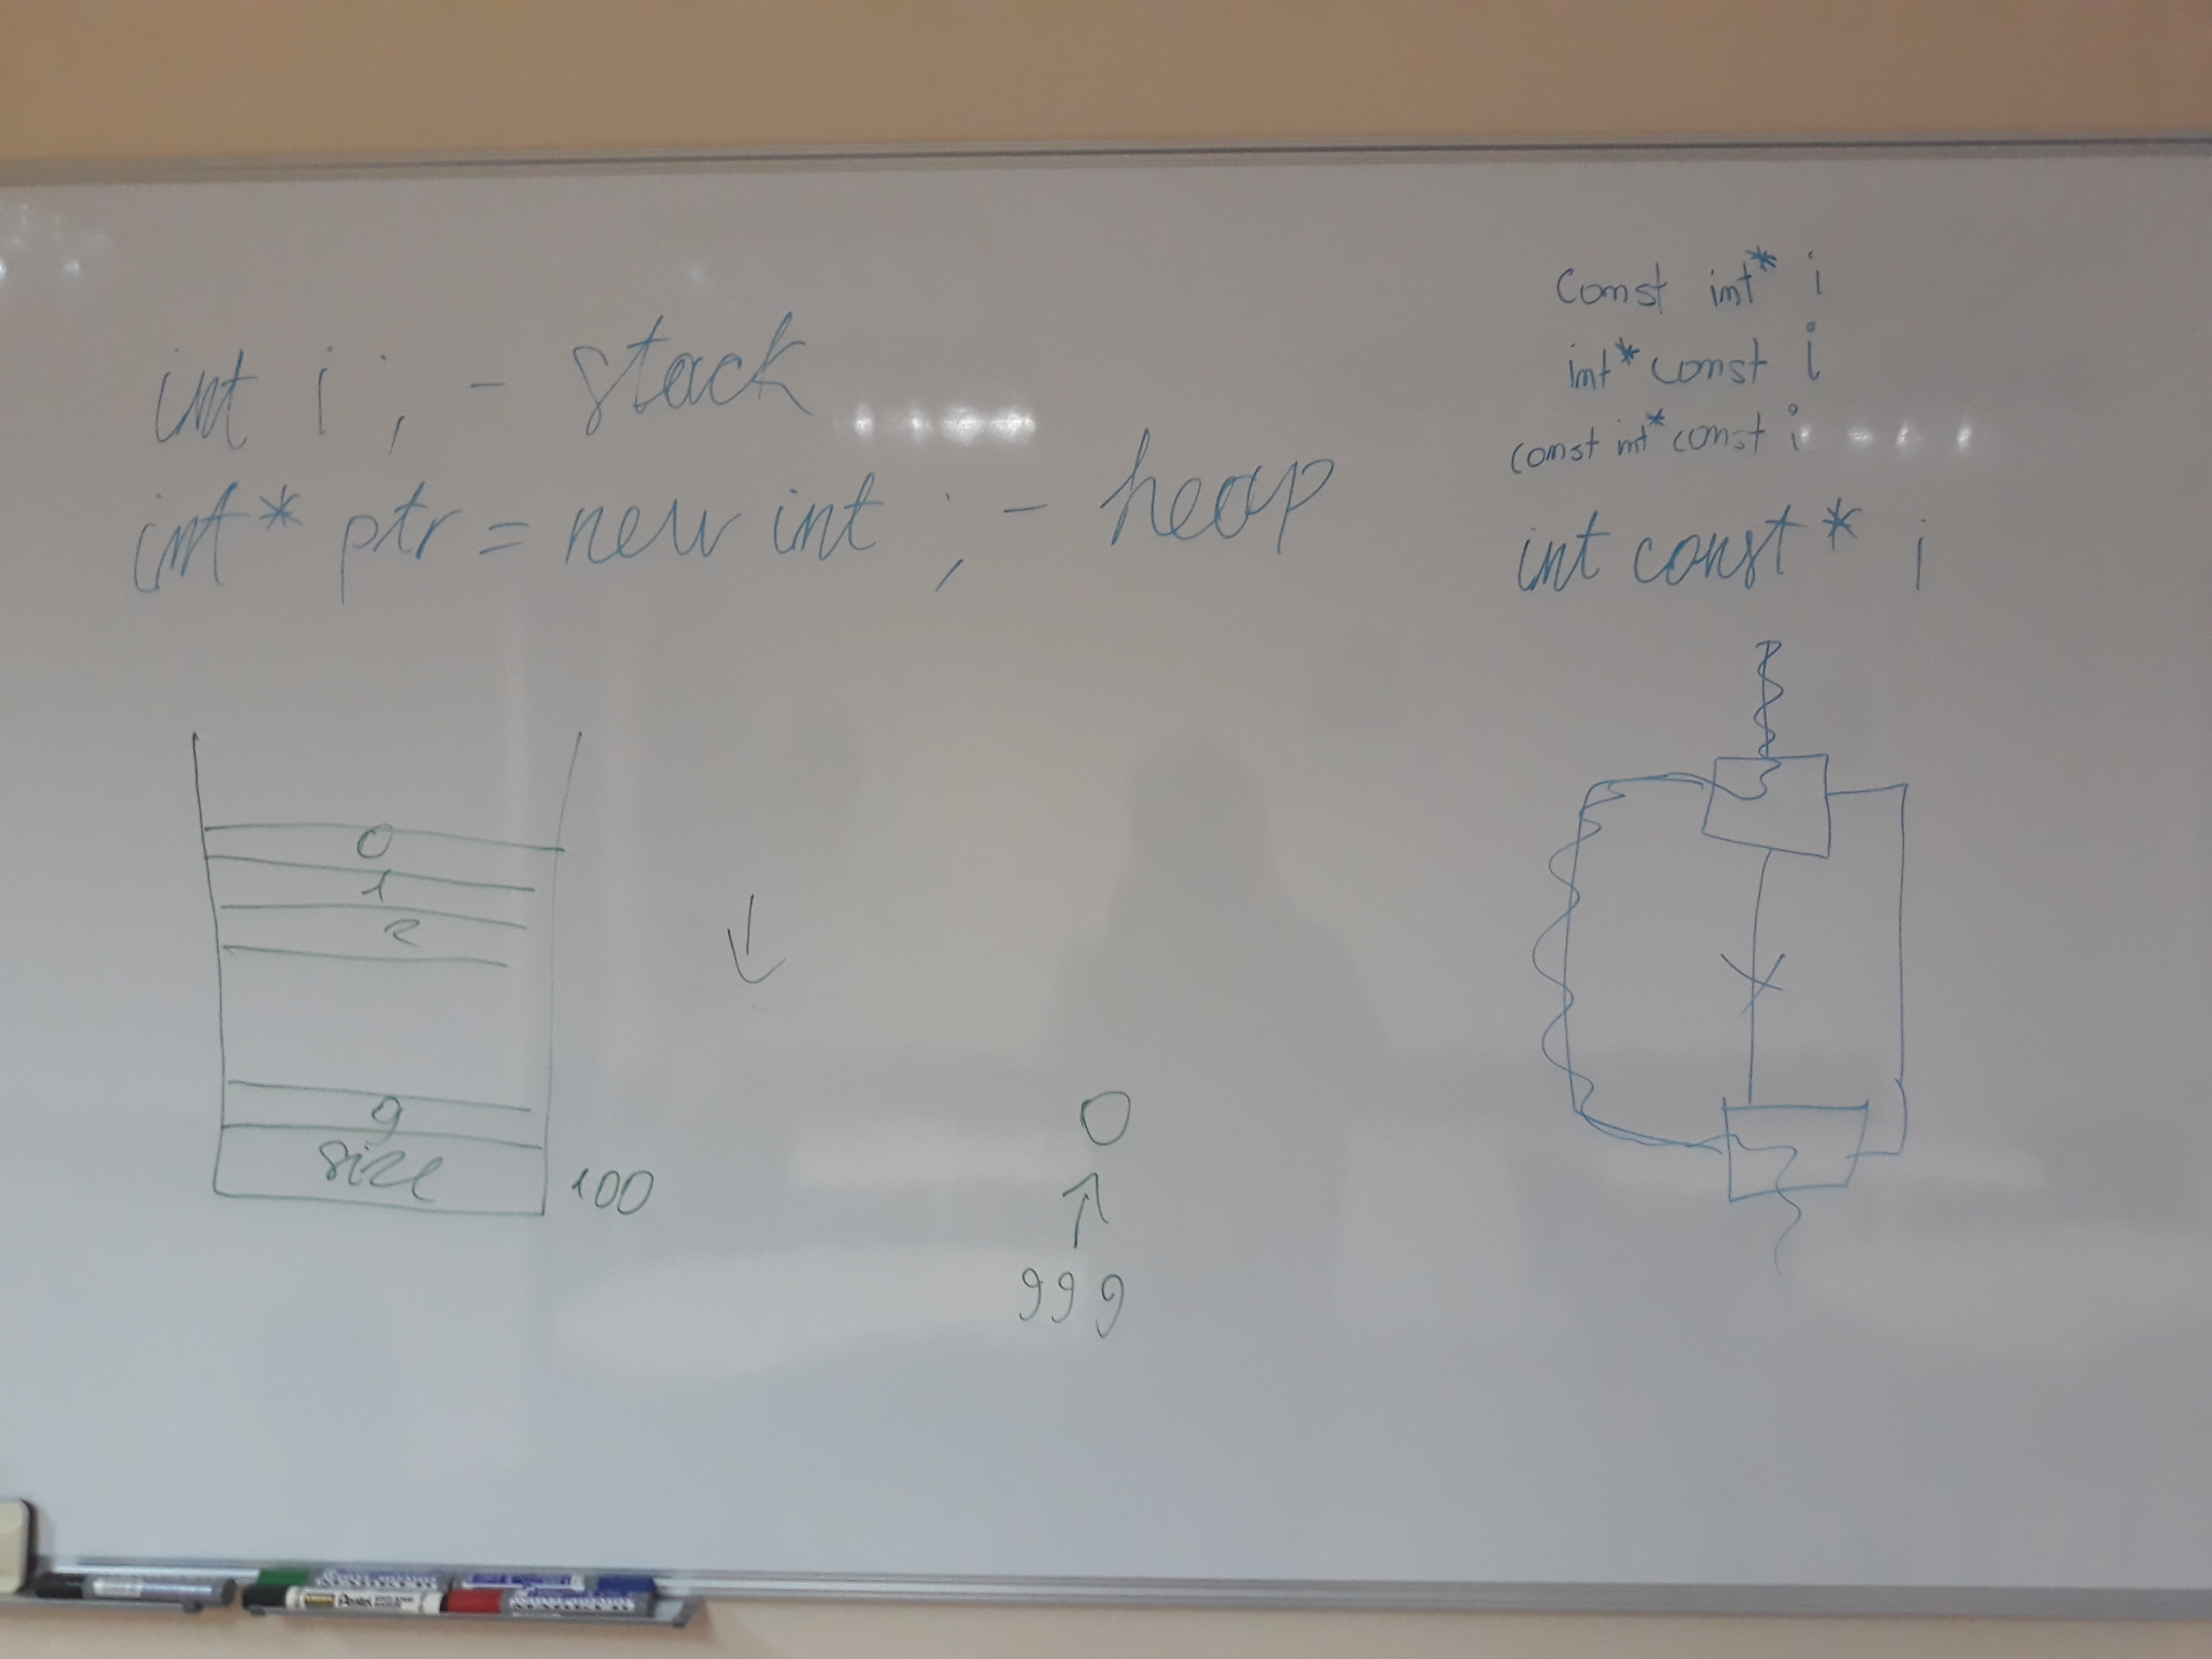 int i ; - stack
int* ptr = new int ; - heap
const int* i
int* const i
const int* const i
int const* i
0
1
2
9
size
100
0
999
Pentel